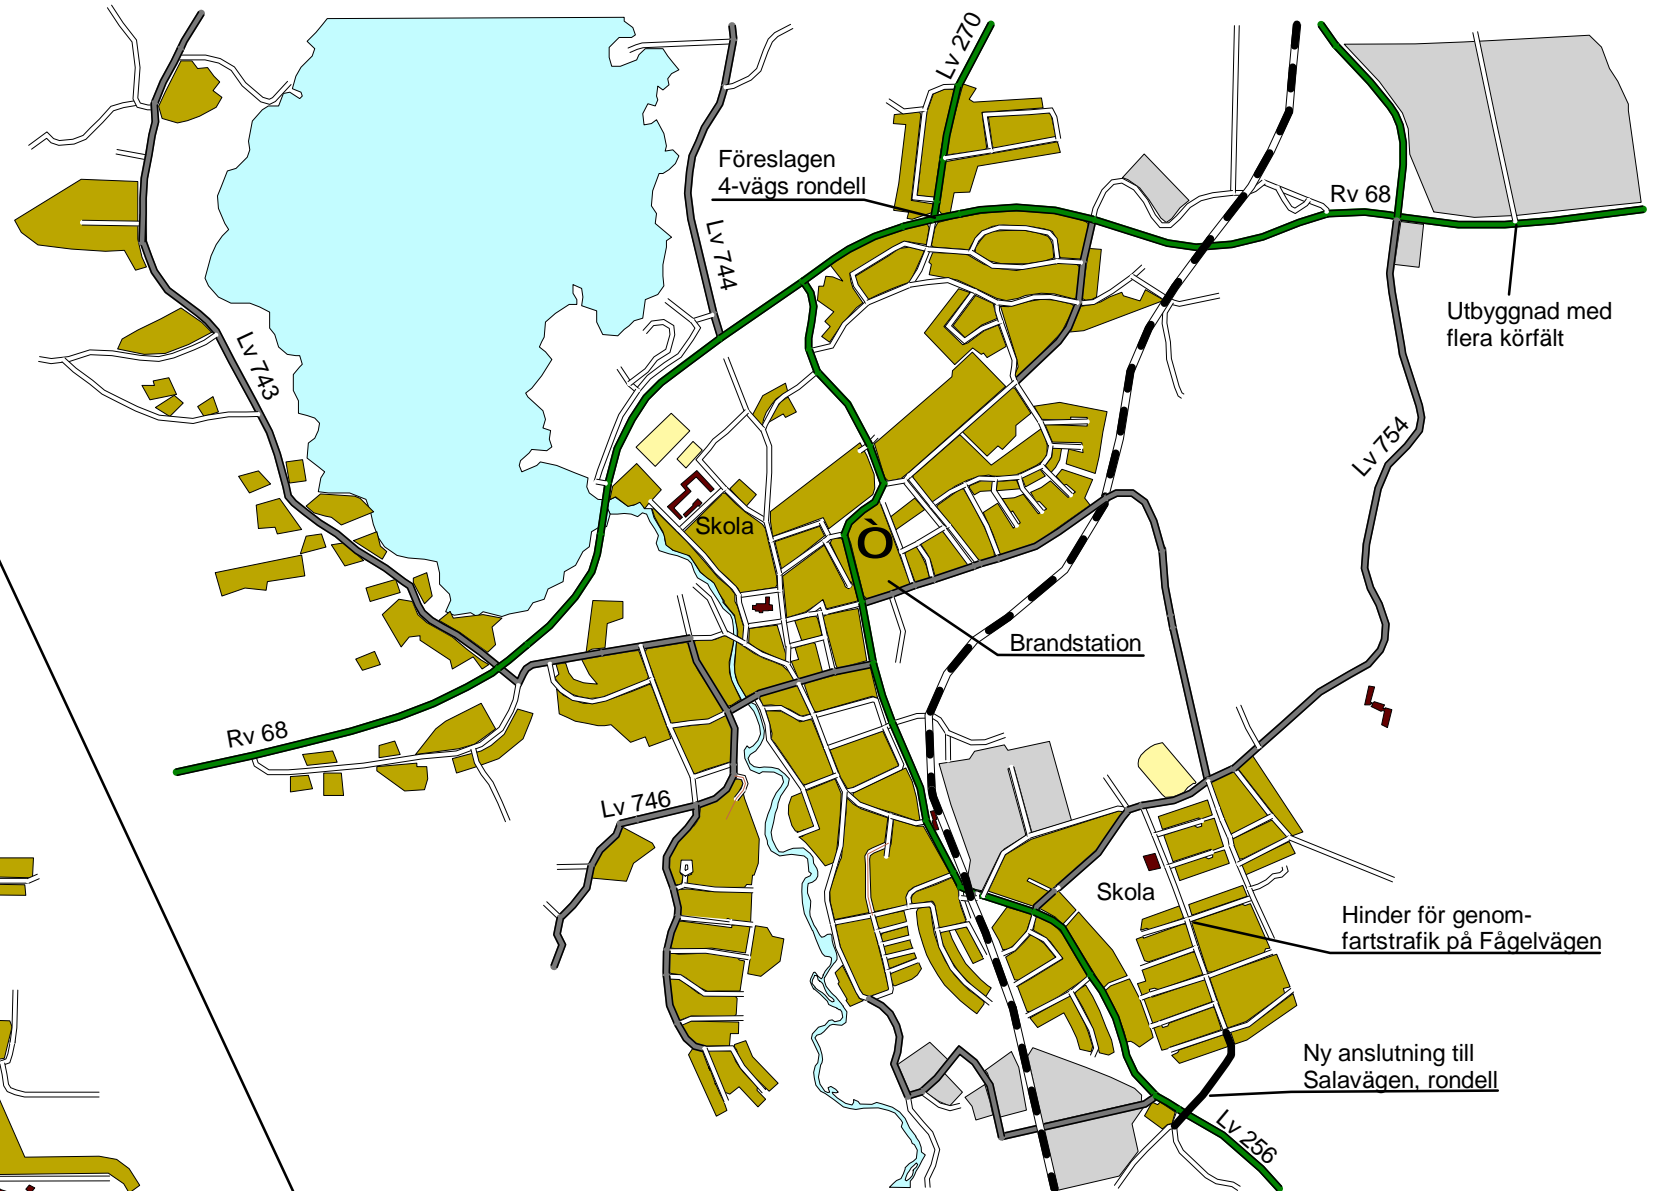 Lv 270
Föreslagen
4-vägs rondell
Rv 68
Lv 744
Utbyggnad med
flera körfält
Lv 743
Lv 754
Skola
Ó
Brandstation
Rv 68
Lv 746
Skola
Hinder för genom-
fartstrafik på Fågelvägen
Ny anslutning till
Salavägen, rondell
Lv 256